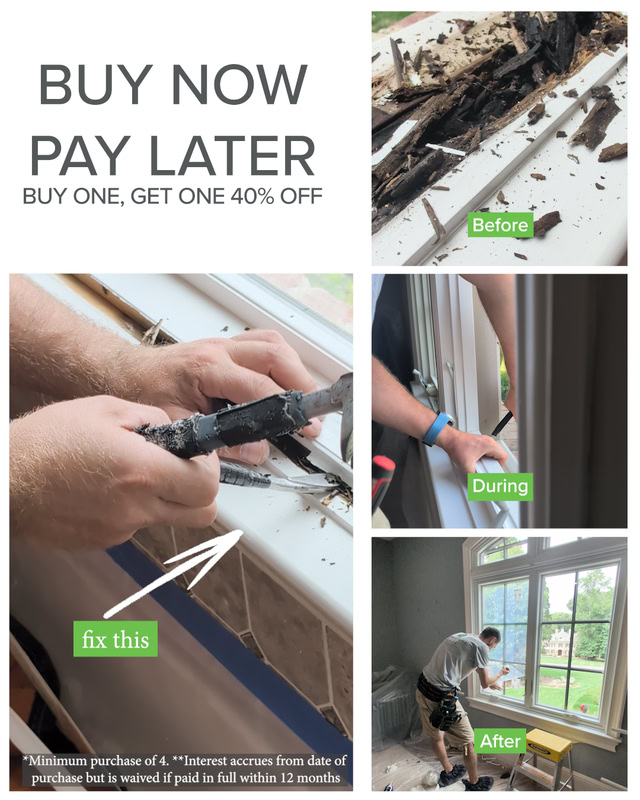 BUY NOW
PAY LATER
BUY ONE, GET ONE 40% OFF
Before
During
fix this
After
*Minimum purchase of 4. **Interest accrues from date of
purchase but is waived if paid in full within 12 months